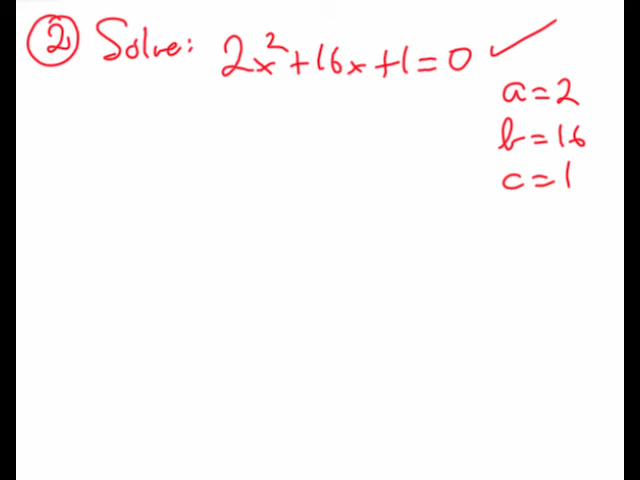 ② Solve: 2x²+16x+1=0 ✓
a=2
b=16
c=1